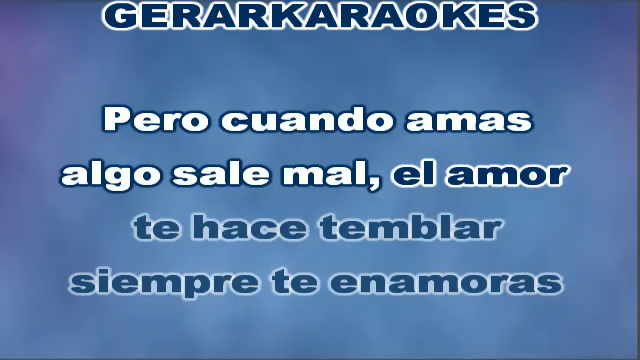 GERARKARAOKES
Pero cuando amas
algo sale mal, el amor
te hace temblar
siempre te enamoras